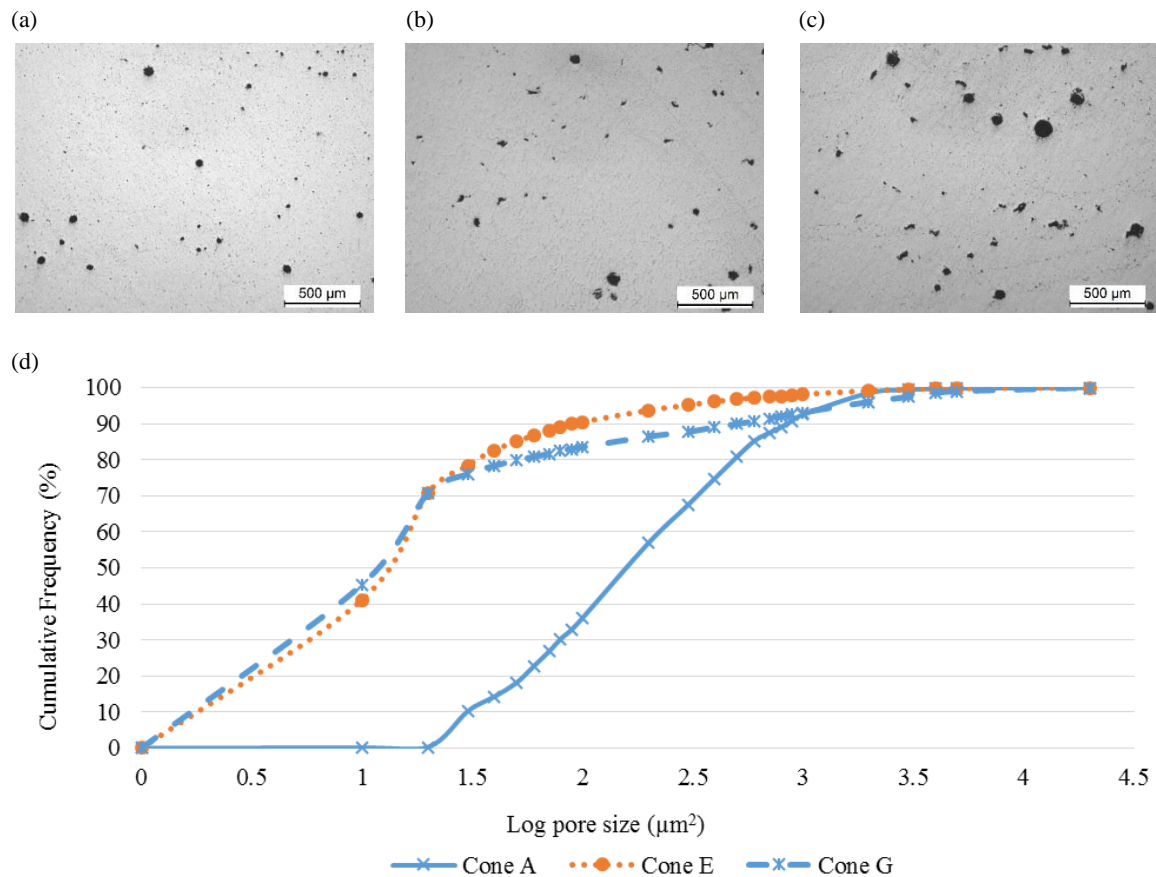 (a) (b) (c)
500 µm 500 µm 500 µm
(d)
Cumulative Frequency (%)
100
90
80
70
60
50
40
30
20
10
0
0 0.5 1 1.5 2 2.5 3 3.5 4 4.5
Log pore size (µm²)
Cone A Cone E Cone G